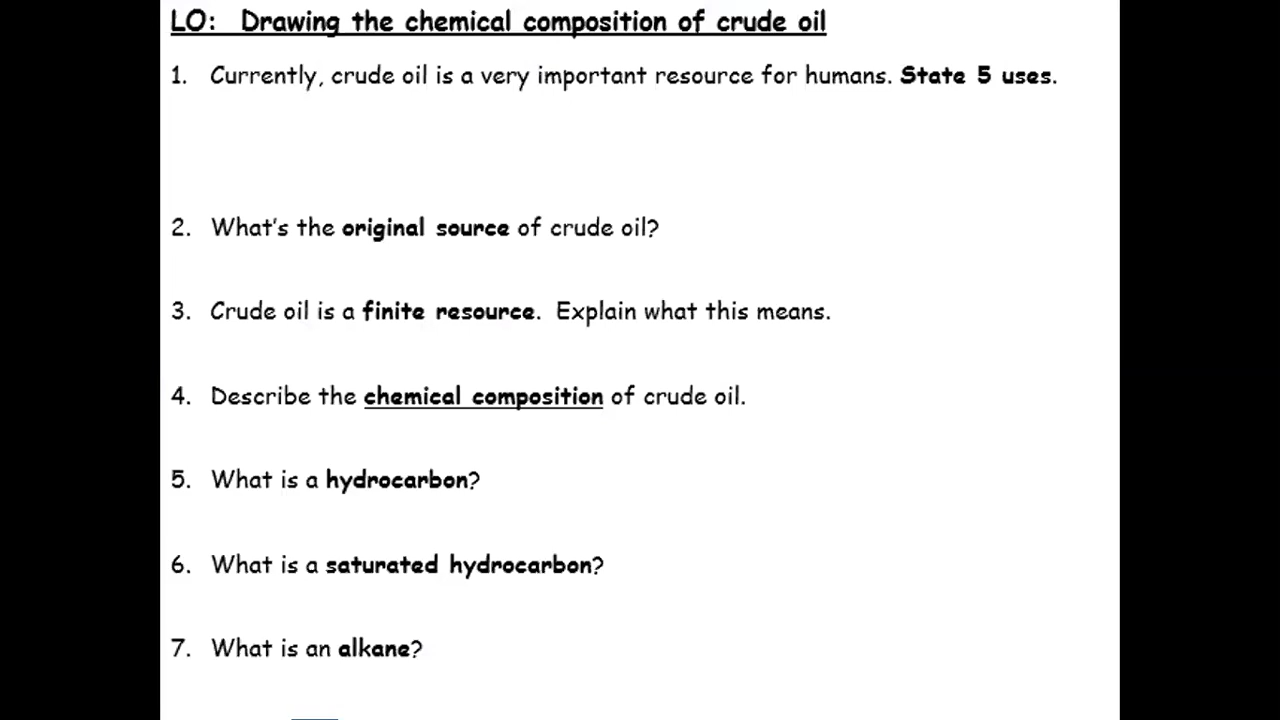 LO: Drawing the chemical composition of crude oil
1. Currently, crude oil is a very important resource for humans. State 5 uses.
2. What's the original source of crude oil?
3. Crude oil is a finite resource. Explain what this means.
4. Describe the chemical composition of crude oil.
5. What is a hydrocarbon?
6. What is a saturated hydrocarbon?
7. What is an alkane?